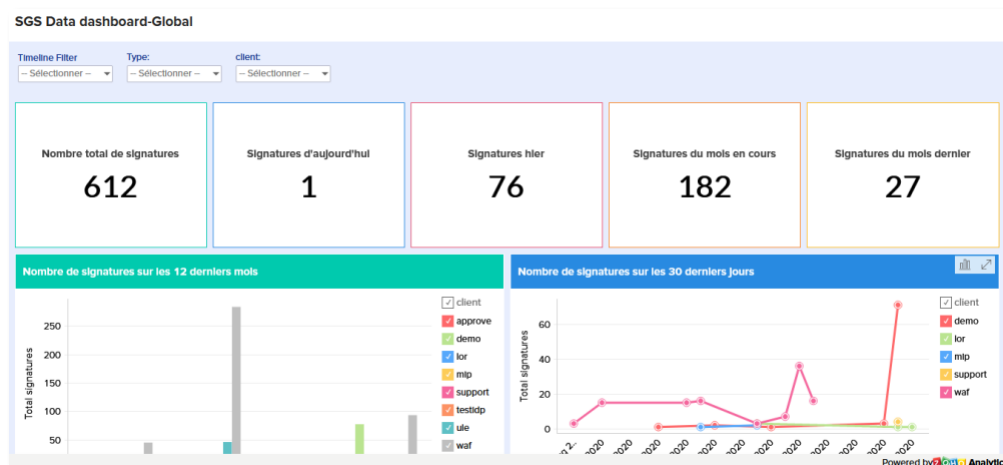 SGS Data dashboard-Global
Timeline Filter
Type:
client:
-- Sélectionner --
-- Sélectionner --
-- Sélectionner --
Nombre total de signatures
612
Signatures d'aujourd'hui
1
Signatures hier
76
Signatures du mois en cours
182
Signatures du mois dernier
27
Nombre de signatures sur les 12 derniers mois
Total signatures
250
200
150
100
50
client
approve
demo
lor
mip
support
testidp
ule
waf
Nombre de signatures sur les 30 derniers jours
Total signatures
60
40
20
0
client
demo
lor
mip
support
waf
Powered by ZOHO Analytic